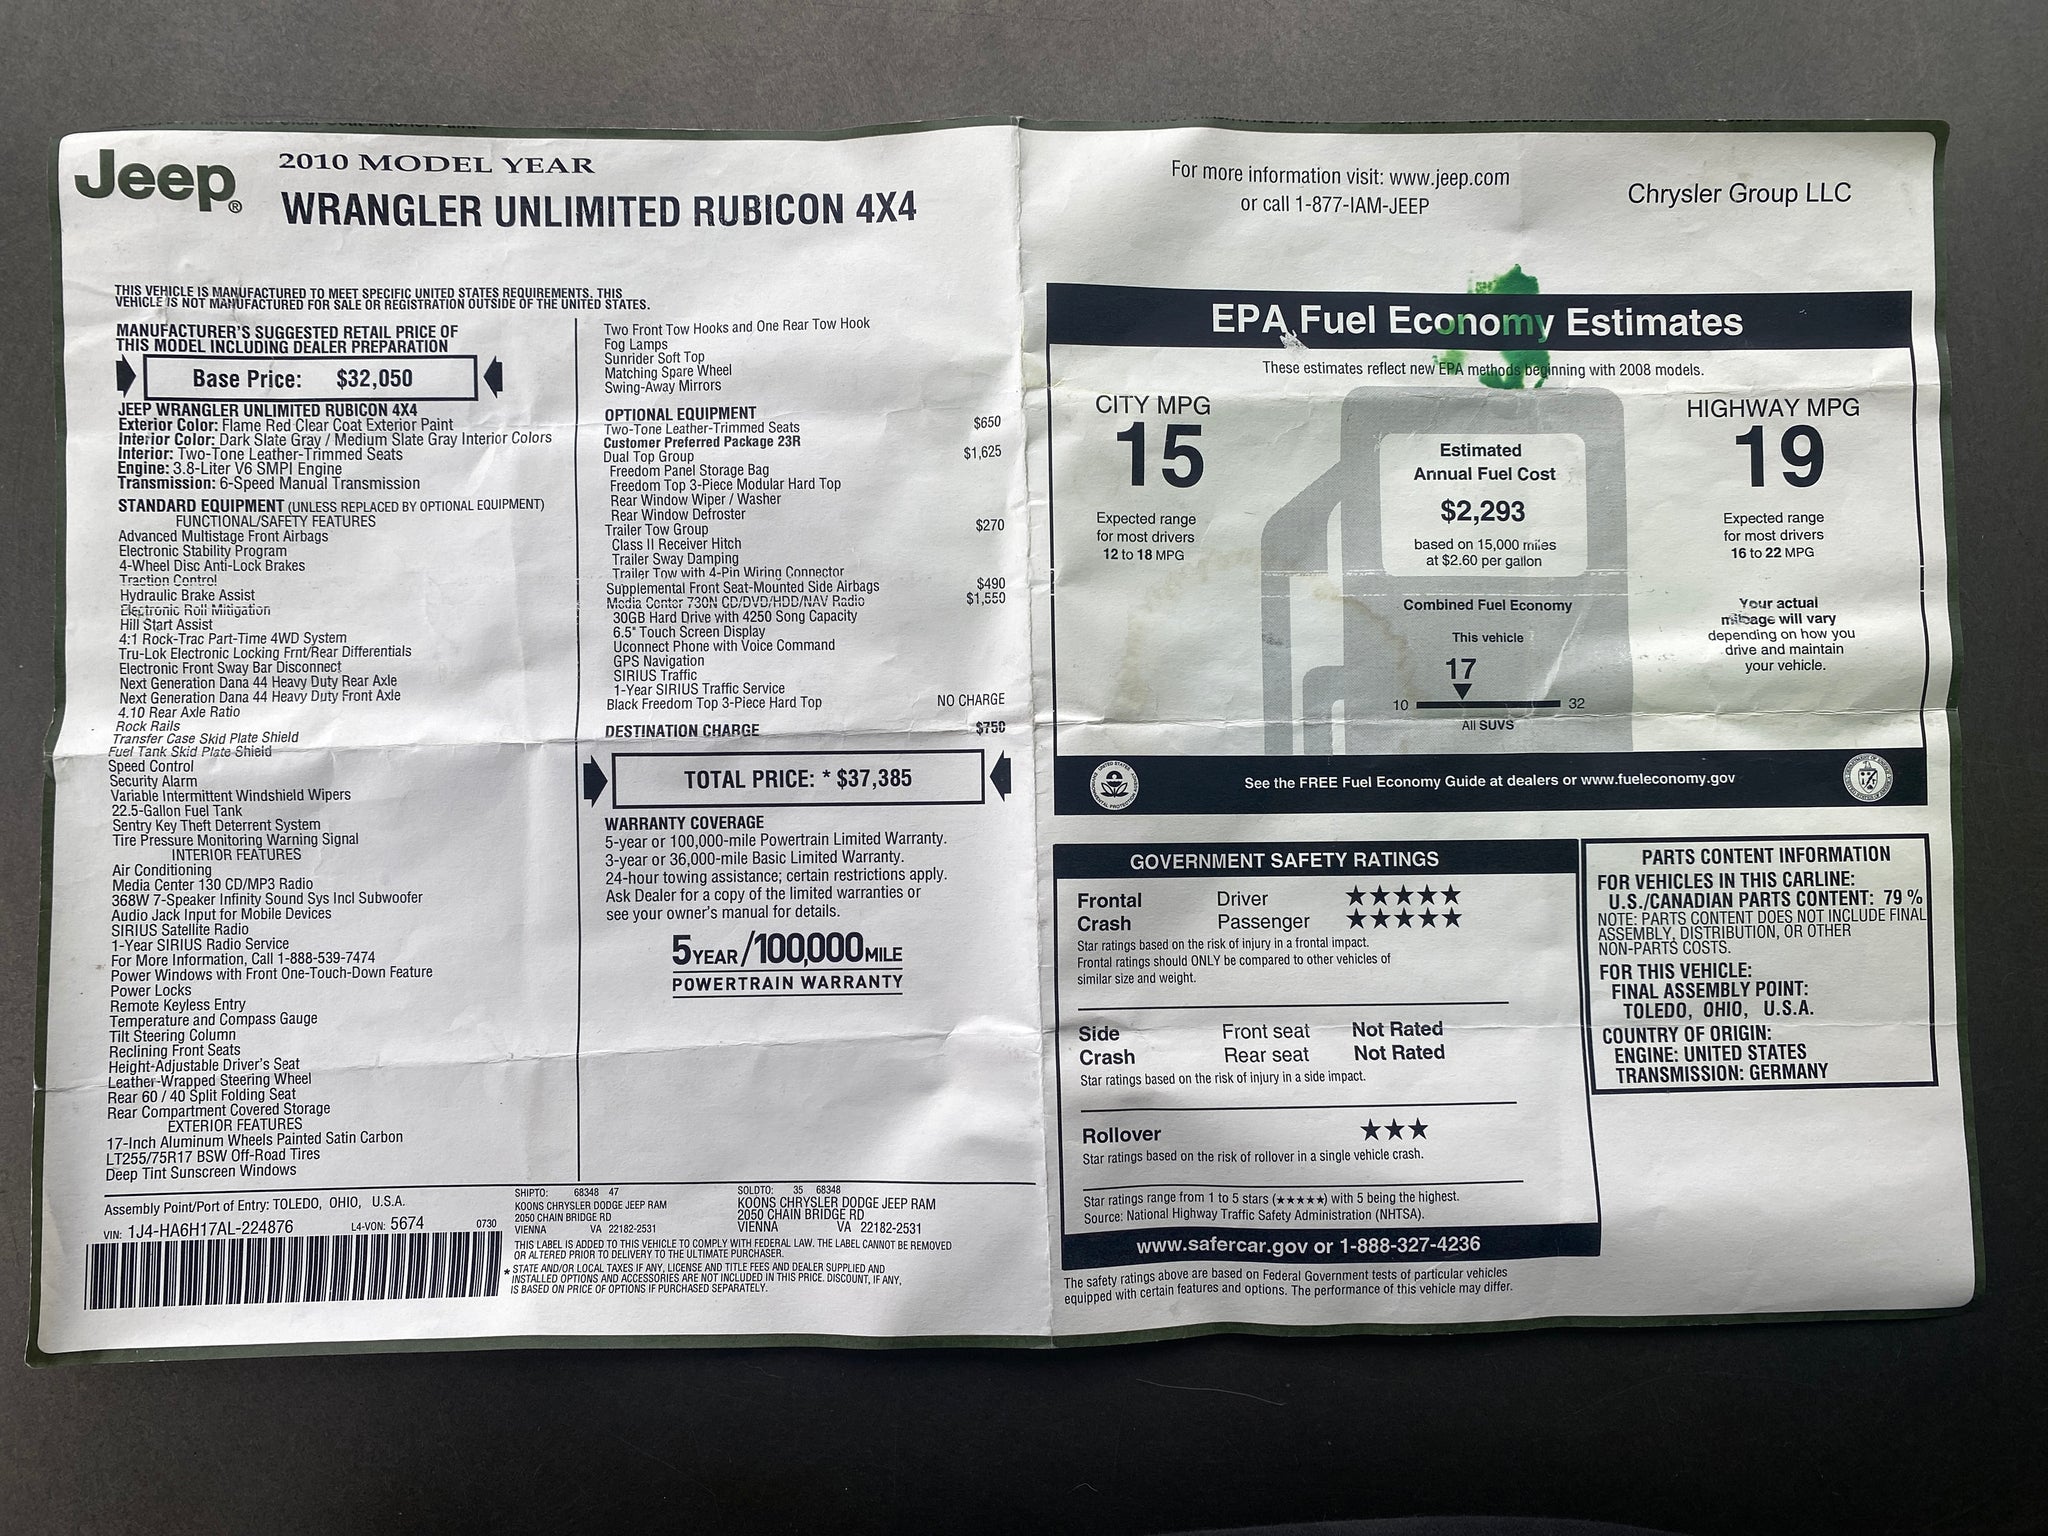 Jeep®
2010 MODEL YEAR
WRANGLER UNLIMITED RUBICON 4X4
THIS VEHICLE IS MANUFACTURED TO MEET SPECIFIC UNITED STATES REQUIREMENTS. THIS
VEHICLE IS NOT MANUFACTURED FOR SALE OR REGISTRATION OUTSIDE OF THE UNITED STATES.
MANUFACTURER'S SUGGESTED RETAIL PRICE OF
THIS MODEL INCLUDING DEALER PREPARATION
Base Price: $32,050
JEEP WRANGLER UNLIMITED RUBICON 4X4
Exterior Color: Flame Red Clear Coat Exterior Paint
Interior Color: Dark Slate Gray / Medium Slate Gray Interior Colors
Interior: Two-Tone Leather-Trimmed Seats
Engine: 3.8-Liter V6 SMPI Engine
Transmission: 6-Speed Manual Transmission
STANDARD EQUIPMENT (UNLESS REPLACED BY OPTIONAL EQUIPMENT)
FUNCTIONAL/SAFETY FEATURES
Advanced Multistage Front Airbags
Electronic Stability Program
4-Wheel Disc Anti-Lock Brakes
Traction Control
Hydraulic Brake Assist
Electronic Roll Mitigation
Hill Start Assist
4:1 Rock-Trac Part-Time 4WD System
Tru-Lok Electronic Locking Frnt/Rear Differentials
Electronic Front Sway Bar Disconnect
Next Generation Dana 44 Heavy Duty Rear Axle
Next Generation Dana 44 Heavy Duty Front Axle
4.10 Rear Axle Ratio
Rock Rails
Transfer Case Skid Plate Shield
Fuel Tank Skid Plate Shield
Speed Control
Security Alarm
Variable Intermittent Windshield Wipers
22.5-Gallon Fuel Tank
Sentry Key Theft Deterrent System
Tire Pressure Monitoring Warning Signal
INTERIOR FEATURES
Air Conditioning
Media Center 130 CD/MP3 Radio
368W 7-Speaker Infinity Sound Sys Incl Subwoofer
Audio Jack Input for Mobile Devices
SIRIUS Satellite Radio
1-Year SIRIUS Radio Service
For More Information, Call 1-888-539-7474
Power Windows with Front One-Touch-Down Feature
Power Locks
Remote Keyless Entry
Temperature and Compass Gauge
Tilt Steering Column
Reclining Front Seats
Height-Adjustable Driver's Seat
Leather-Wrapped Steering Wheel
Rear 60 / 40 Split Folding Seat
Rear Compartment Covered Storage
EXTERIOR FEATURES
17-Inch Aluminum Wheels Painted Satin Carbon
LT255/75R17 BSW Off-Road Tires
Deep Tint Sunscreen Windows
Two Front Tow Hooks and One Rear Tow Hook
Fog Lamps
Sunrider Soft Top
Matching Spare Wheel
Swing-Away Mirrors
OPTIONAL EQUIPMENT
Two-Tone Leather-Trimmed Seats $650
Customer Preferred Package 23R
Dual Top Group $1,625
Freedom Panel Storage Bag
Freedom Top 3-Piece Modular Hard Top
Rear Window Wiper / Washer
Rear Window Defroster
Trailer Tow Group $270
Class II Receiver Hitch
Trailer Sway Damping
Trailer Tow with 4-Pin Wiring Connector
Supplemental Front Seat-Mounted Side Airbags $490
Media Center 730N CD/DVD/HDD/NAV Radio $1,550
30GB Hard Drive with 4250 Song Capacity
6.5" Touch Screen Display
Uconnect Phone with Voice Command
GPS Navigation
SIRIUS Traffic
1-Year SIRIUS Traffic Service
Black Freedom Top 3-Piece Hard Top NO CHARGE
DESTINATION CHARGE $750
TOTAL PRICE: * $37,385
WARRANTY COVERAGE
5-year or 100,000-mile Powertrain Limited Warranty.
3-year or 36,000-mile Basic Limited Warranty.
24-hour towing assistance; certain restrictions apply.
Ask Dealer for a copy of the limited warranties or
see your owner's manual for details.
5 YEAR/100,000 MILE
POWERTRAIN WARRANTY
Assembly Point/Port of Entry: TOLEDO, OHIO, U.S.A.
VIN: 1J4-HA6H17AL-224876 L4-VON: 5674 0730
SHIPTO: 68348 47
KOONS CHRYSLER DODGE JEEP RAM
2050 CHAIN BRIDGE RD
VIENNA VA 22182-2531
SOLDTO: 35 68348
KOONS CHRYSLER DODGE JEEP RAM
2050 CHAIN BRIDGE RD
VIENNA VA 22182-2531
THIS LABEL IS ADDED TO THIS VEHICLE TO COMPLY WITH FEDERAL LAW. THE LABEL CANNOT BE REMOVED
OR ALTERED PRIOR TO DELIVERY TO THE ULTIMATE PURCHASER.
* STATE AND/OR LOCAL TAXES IF ANY, LICENSE AND TITLE FEES AND DEALER SUPPLIED AND
INSTALLED OPTIONS AND ACCESSORIES ARE NOT INCLUDED IN THIS PRICE. DISCOUNT, IF ANY,
IS BASED ON PRICE OF OPTIONS IF PURCHASED SEPARATELY.
For more information visit: www.jeep.com
or call 1-877-IAM-JEEP
Chrysler Group LLC
EPA Fuel Economy Estimates
These estimates reflect new EPA methods beginning with 2008 models.
CITY MPG
15
Expected range
for most drivers
12 to 18 MPG
Estimated
Annual Fuel Cost
$2,293
based on 15,000 miles
at $2.60 per gallon
Combined Fuel Economy
This vehicle
17
10 32
All SUVS
HIGHWAY MPG
19
Expected range
for most drivers
16 to 22 MPG
Your actual
mileage will vary
depending on how you
drive and maintain
your vehicle.
See the FREE Fuel Economy Guide at dealers or www.fueleconomy.gov
GOVERNMENT SAFETY RATINGS
Frontal Driver ★★★★★
Crash Passenger ★★★★★
Star ratings based on the risk of injury in a frontal impact.
Frontal ratings should ONLY be compared to other vehicles of
similar size and weight.
Side Front seat Not Rated
Crash Rear seat Not Rated
Star ratings based on the risk of injury in a side impact.
Rollover ★★★
Star ratings based on the risk of rollover in a single vehicle crash.
Star ratings range from 1 to 5 stars (★★★★★) with 5 being the highest.
Source: National Highway Traffic Safety Administration (NHTSA).
www.safercar.gov or 1-888-327-4236
The safety ratings above are based on Federal Government tests of particular vehicles
equipped with certain features and options. The performance of this vehicle may differ.
PARTS CONTENT INFORMATION
FOR VEHICLES IN THIS CARLINE:
U.S./CANADIAN PARTS CONTENT: 79 %
NOTE: PARTS CONTENT DOES NOT INCLUDE FINAL
ASSEMBLY, DISTRIBUTION, OR OTHER
NON-PARTS COSTS.
FOR THIS VEHICLE:
FINAL ASSEMBLY POINT:
TOLEDO, OHIO, U.S.A.
COUNTRY OF ORIGIN:
ENGINE: UNITED STATES
TRANSMISSION: GERMANY